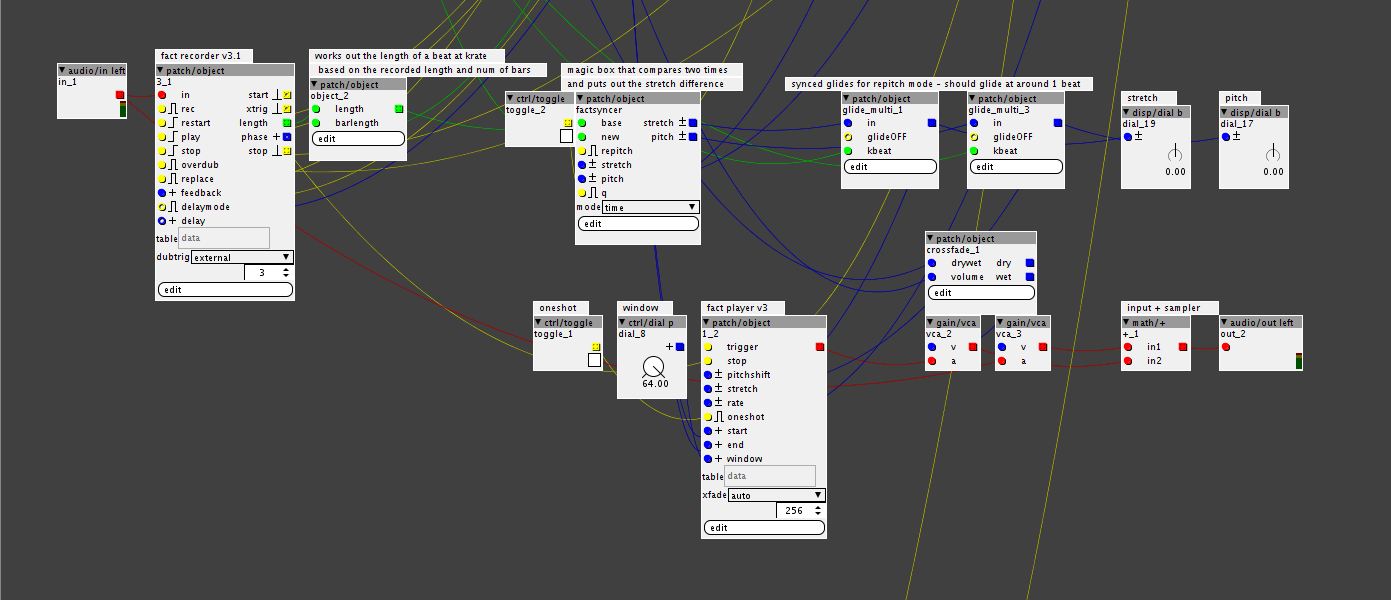 audio/in left
in_1
fact recorder v3.1
patch/object
3_1
in start
rec xtrig
restart length
play phase +
stop stop
overdub
replace
+ feedback
delaymode
+ delay
table data
dubtrig external
3
edit
works out the length of a beat at krate
based on the recorded length and num of bars
patch/object
object_2
length
barlength
edit
ctrl/toggle
toggle_2
magic box that compares two times
and puts out the stretch difference
patch/object
factsyncer
base stretch ±
new pitch ±
repitch
± stretch
± pitch
q
mode time
edit
synced glides for repitch mode - should glide at around 1 beat
patch/object
glide_multi_1
in
glideOFF
kbeat
edit
patch/object
glide_multi_3
in
glideOFF
kbeat
edit
stretch
disp/dial b
dial_19
±
0.00
pitch
disp/dial b
dial_17
±
0.00
patch/object
crossfade_1
drywet dry
volume wet
edit
oneshot
ctrl/toggle
toggle_1
window
ctrl/dial p
dial_8
+
64.00
fact player v3
patch/object
1_2
trigger
stop
± pitchshift
± stretch
± rate
oneshot
+ start
+ end
+ window
table data
xfade auto
256
edit
gain/vca
vca_2
v
a
gain/vca
vca_3
v
a
input + sampler
math/+
+_1
in1
in2
audio/out left
out_2